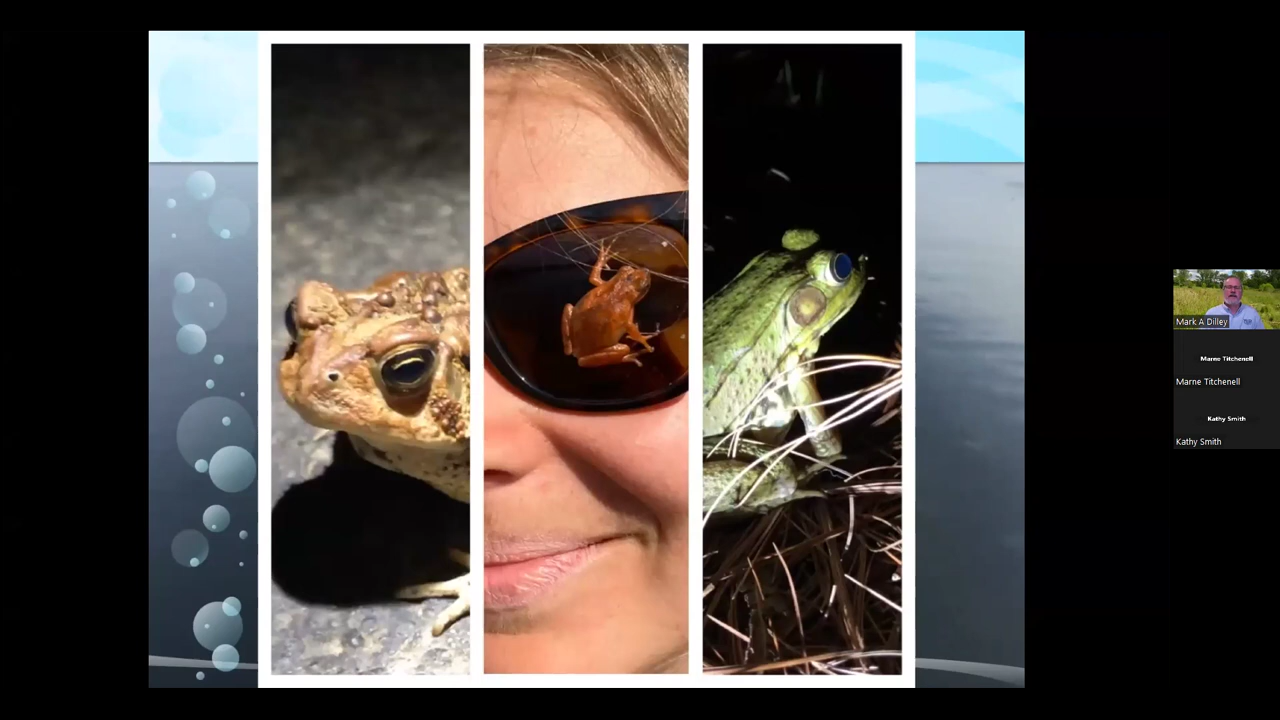 Mark A Dilley
Marne Titchenell
Marne Titchenell
Kathy Smith
Kathy Smith